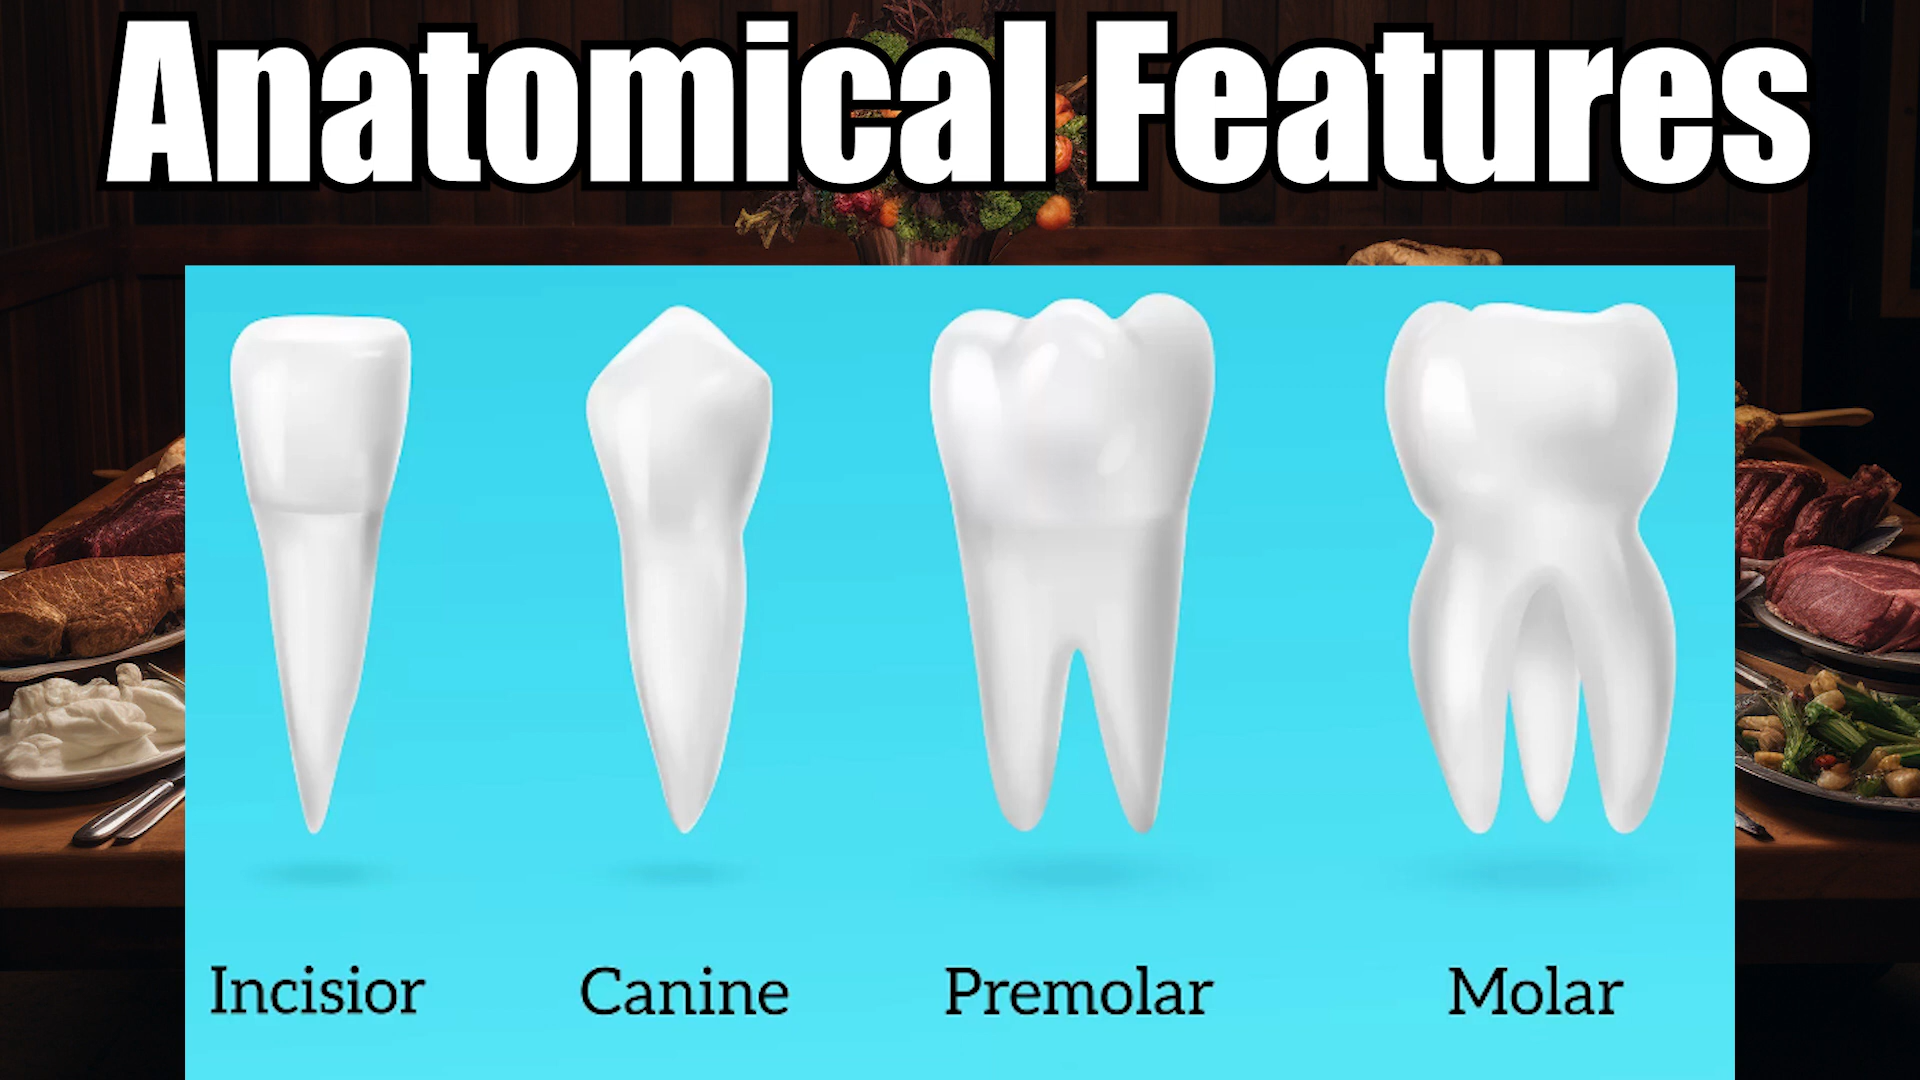 Anatomical Features
Incisior
Canine
Premolar
Molar